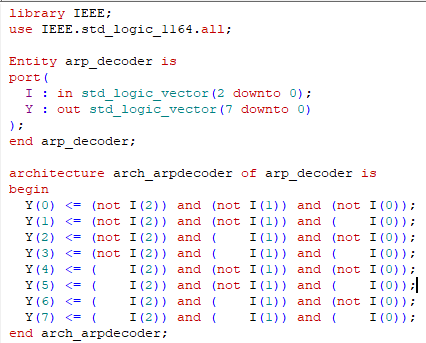 library IEEE;
use IEEE.std_logic_1164.all;

Entity arp_decoder is
port(
  I : in std_logic_vector(2 downto 0);
  Y : out std_logic_vector(7 downto 0)
);
end arp_decoder;

architecture arch_arpdecoder of arp_decoder is
begin
  Y(0) <= (not I(2)) and (not I(1)) and (not I(0));
  Y(1) <= (not I(2)) and (not I(1)) and (    I(0));
  Y(2) <= (not I(2)) and (    I(1)) and (not I(0));
  Y(3) <= (not I(2)) and (    I(1)) and (    I(0));
  Y(4) <= (    I(2)) and (not I(1)) and (not I(0));
  Y(5) <= (    I(2)) and (not I(1)) and (    I(0));
  Y(6) <= (    I(2)) and (    I(1)) and (not I(0));
  Y(7) <= (    I(2)) and (    I(1)) and (    I(0));
end arch_arpdecoder;